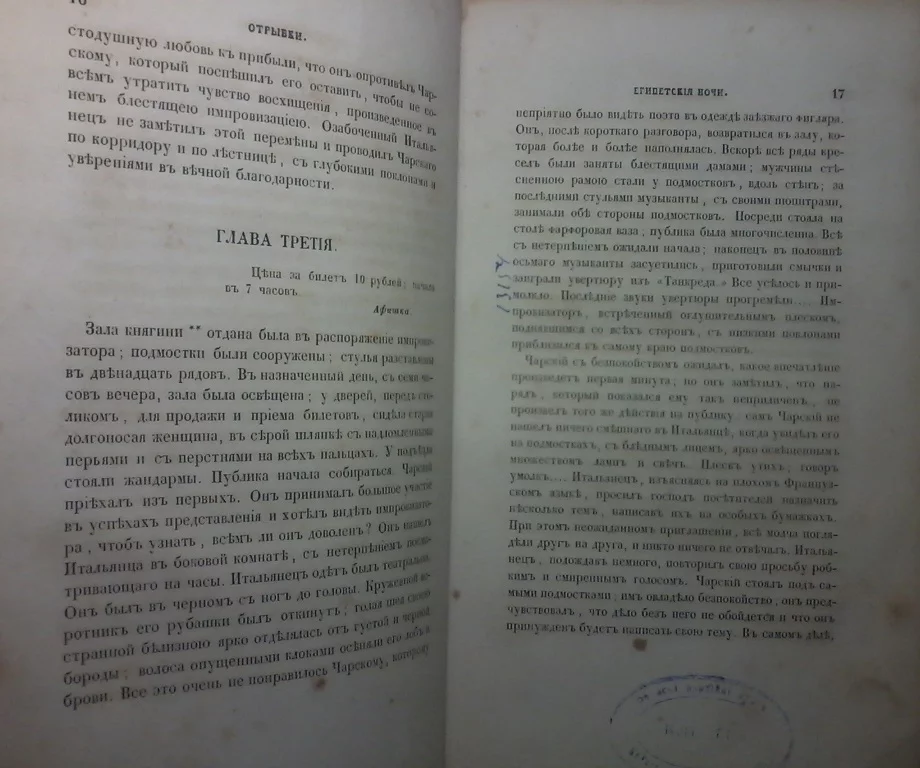 ОТРЫВКИ.
стодушную любовь къ прибыли, что онъ опротивѣлъ Чар-
скому, который поспѣшилъ его оставить, чтобы не со-
всѣмъ утратить чувство восхищенія, произведенное въ
немъ блестящею импровизаціею. Озабоченный Италья-
нецъ не замѣтилъ этой перемѣны и проводилъ Чарскаго
по корридору и по лѣстницѣ, съ глубокими поклонами и
увѣреніями въ вѣчной благодарности.
ГЛАВА ТРЕТІЯ.
Цѣна за билетъ 10 рублей; начало
въ 7 часовъ
Афишка
Зала княгини ** отдана была въ распоряженіе импрови-
затора; подмостки были сооружены; стулья разставлены
въ двѣнадцать рядовъ. Въ назначенный день, съ семи ча-
совъ вечера, зала была освѣщена; у дверей, передъ сто-
ликомъ, для продажи и пріема билетовъ, сидѣла старая
долгоносая женщина, въ сѣрой шляпкѣ съ надломленными
перьями и съ перстнями на всѣхъ пальцахъ. У подъѣзда
стояли жандармы. Публика начала собираться. Чарскій
пріѣхалъ изъ первыхъ. Онъ принималъ большое участіе
въ успѣхахъ представленія и хотѣлъ видѣть импровизато-
ра, чтобъ узнать, всѣмъ ли онъ доволенъ? Онъ нашелъ
Итальянца въ боковой комнатѣ, съ нетерпѣніемъ посма-
тривающаго на часы. Итальянецъ одѣтъ былъ театрально.
Онъ былъ въ черномъ съ ногъ до головы. Кружевной во-
ротникъ его рубашки былъ откинутъ; голая шея своею
странной бѣлизною ярко отдѣлялась отъ густой и черной
бороды; волоса опущенными клоками осѣняли его лобъ и
брови. Все это очень не понравилось Чарскому, которому
ЕГИПЕТСКІЯ НОЧИ. 17
непріятно было видѣть поэта въ одеждѣ заѣзжаго фигляра.
Онъ, послѣ короткаго разговора, возвратился въ залу, ко-
торая болѣе и болѣе наполнялась. Вскорѣ всѣ ряды кре-
селъ были заняты блестящими дамами; мужчины стѣ-
сненною рамою стали у подмостковъ, вдоль стѣнъ; за
послѣдними стульями музыканты, съ своими пюпитрами,
занимали обѣ стороны подмостковъ. Посреди стояла на
столѣ фарфоровая ваза; публика была многочисленна. Всѣ
съ нетерпѣніемъ ожидали начала; наконецъ въ половинѣ
осьмаго музыканты засуетились, приготовили смычки и
заиграли увертюру изъ «Танкреда.» Все усѣлось и при-
молкло. Послѣдніе звуки увертюры прогремѣли.... Им-
провизаторъ, встрѣченный оглушительнымъ плескомъ,
поднявшимся со всѣхъ сторонъ, съ низкими поклонами
приблизился къ самому краю подмостковъ.
Чарскій съ безпокойствомъ ожидалъ, какое впечатлѣніе
произведетъ первая минута; но онъ замѣтилъ, что на-
рядъ, который показался ему такъ неприличенъ, не
произвелъ того же дѣйствія на публику самъ Чарскій не
нашелъ ничего смѣшнаго въ Итальянцѣ, когда увидѣлъ его
на подмосткахъ, съ блѣднымъ лицемъ, ярко освѣщеннымъ
множествомъ лампъ и свѣчъ. Плескъ утихъ; говоръ
умолкъ.... Итальянецъ, изъясняясь на плохомъ Француз-
скомъ языкѣ, просилъ господъ посѣтителей назначить
нѣсколько темъ, написавъ ихъ на особыхъ бумажкахъ.
При этомъ неожиданномъ приглашеніи, всѣ молча погля-
дѣли другъ на друга, и никто ничего не отвѣчалъ. Италья-
нецъ, подождавъ немного, повторилъ свою просьбу роб-
кимъ и смиреннымъ голосомъ. Чарскій стоялъ подъ са-
мыми подмостками; имъ овладѣло безпокойство; онъ пред-
чувствовалъ, что дѣло безъ него не обойдется и что онъ
принужденъ будетъ написать свою тему. Въ самомъ дѣлѣ,